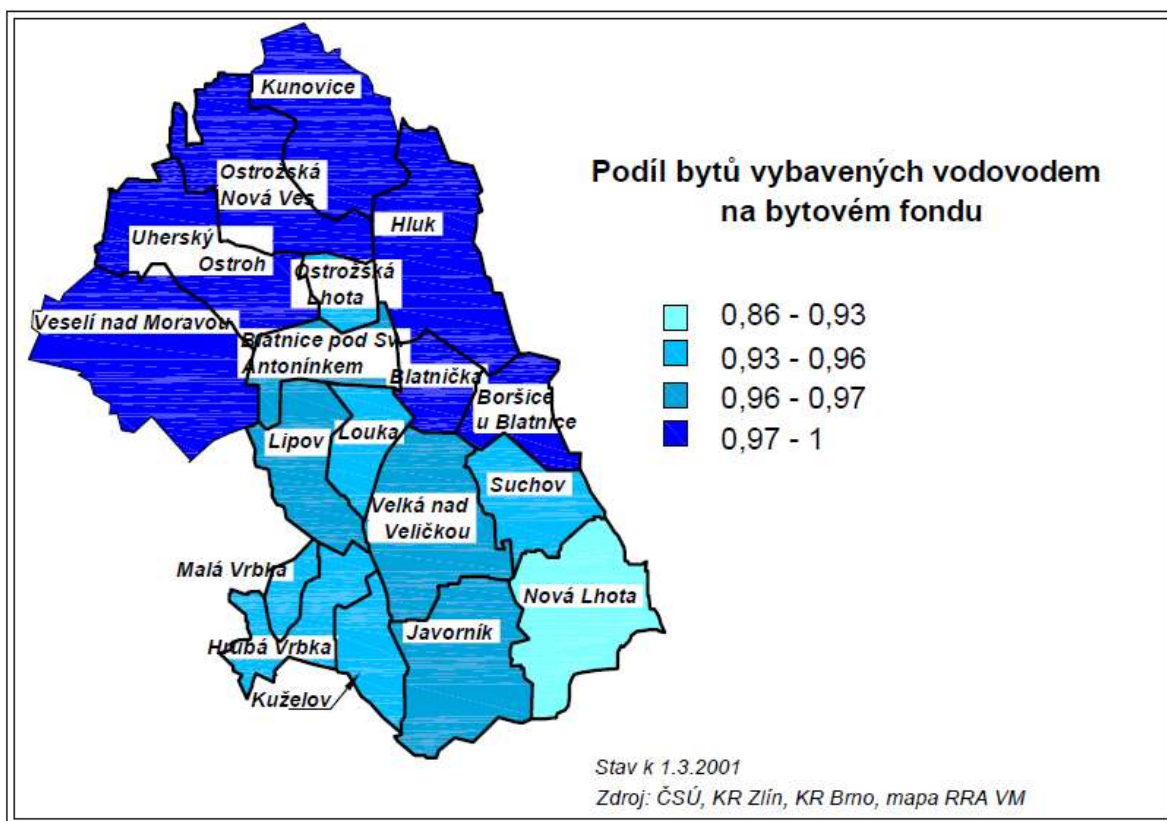 Kunovice
Ostrožská
Nová Ves
Hluk
Uherský
Ostroh
Ostrožská
Lhota
Veselí nad Moravou
Blatnice pod Sv.
Antonínkem
Blatnička
Boršice
u Blatnice
Lipov
Louka
Suchov
Velká nad
Veličkou
Malá Vrbka
Nová Lhota
Javorník
Hrubá Vrbka
Kuželov
Podíl bytů vybavených vodovodem
na bytovém fondu
0,86 - 0,93
0,93 - 0,96
0,96 - 0,97
0,97 - 1
Stav k 1.3.2001
Zdroj: ČSÚ, KR Zlín, KR Brno, mapa RRA VM